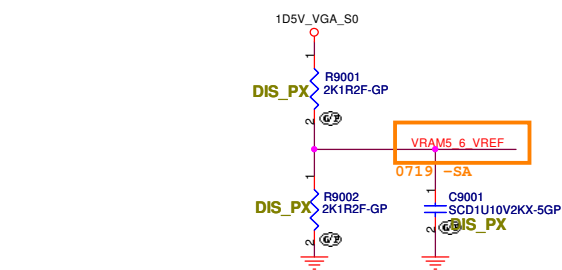 1D5V_VGA_S0
1
R9001
DIS_PX
2K1R2F-GP
2
G/P
VRAM5_6_VREF
0719 -SA
1
R9002
DIS_PX
2K1R2F-GP
2
G/P
1
C9001
SCD1U10V2KX-5GP
2
G/P
DIS_PX